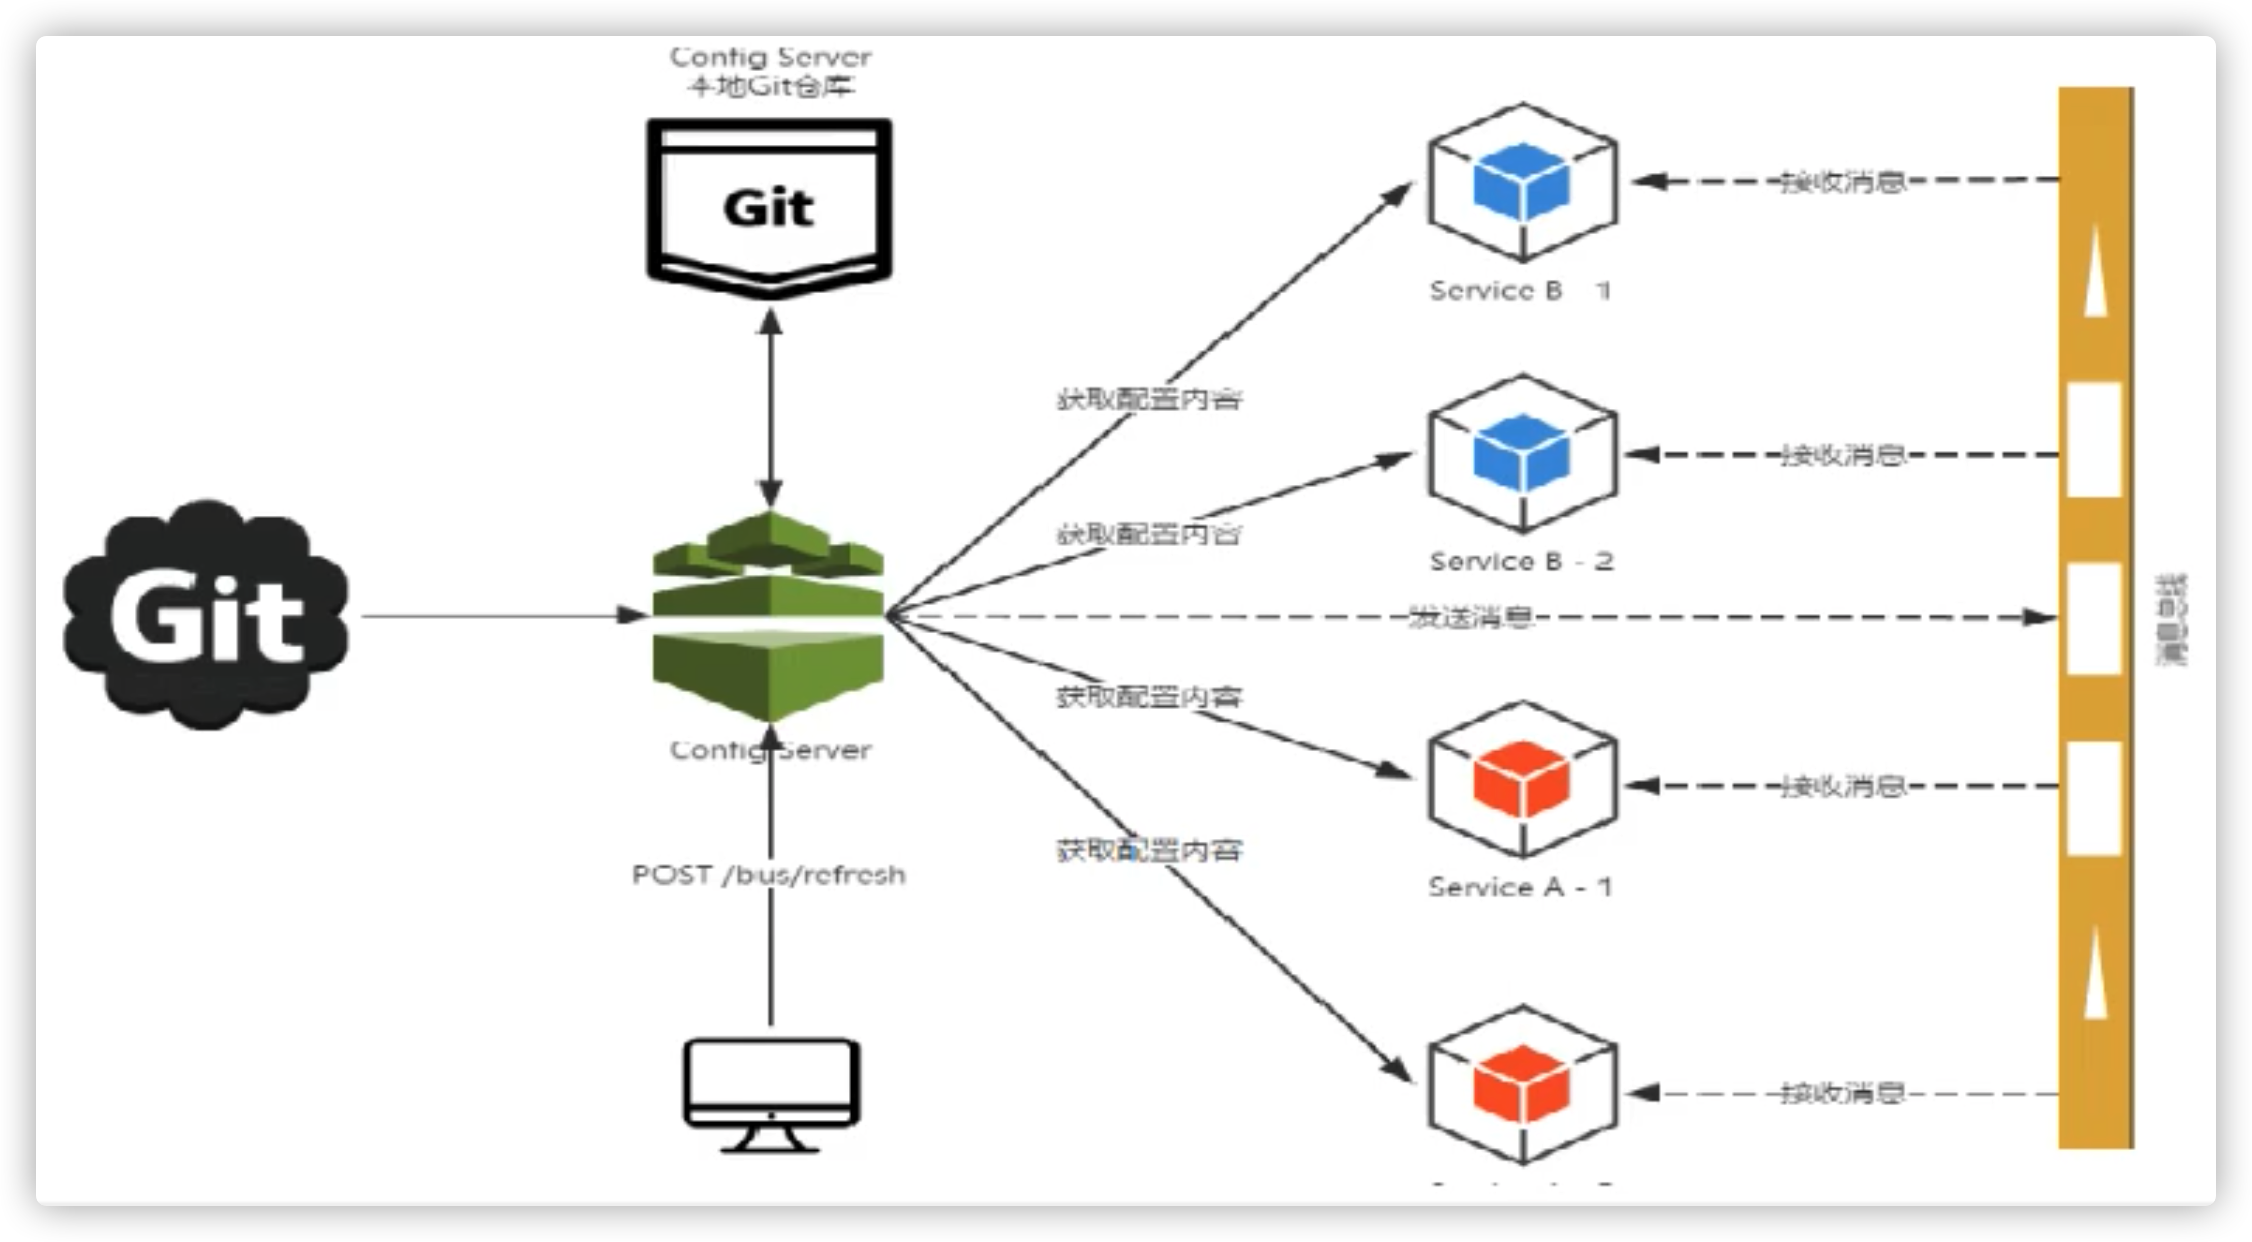 Config Server
本地Git仓库
Git
Service B - 1
接收消息
获取配置内容
Service B - 2
接收消息
获取配置内容
Git
发送消息
消息总线
获取配置内容
Config Server
Service A - 1
接收消息
获取配置内容
POST /bus/refresh
接收消息